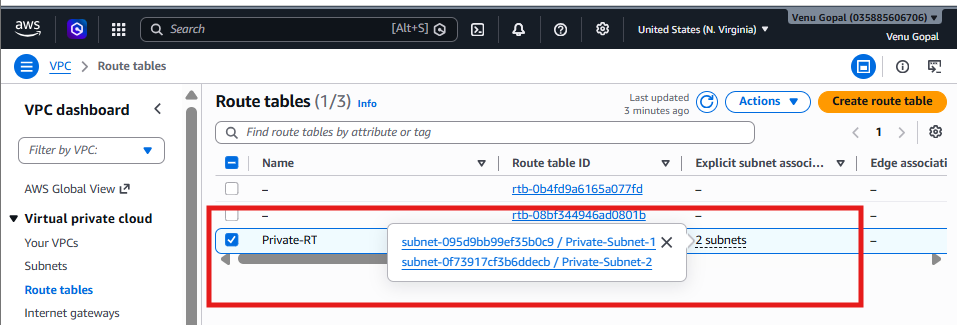 Venu Gopal (035885606706) ▾
aws
Search
[Alt+S]
United States (N. Virginia) ▾
Venu Gopal
VPC > Route tables
VPC dashboard
Filter by VPC:
AWS Global View
Virtual private cloud
Your VPCs
Subnets
Route tables
Internet gateways
Route tables (1/3) Info
Last updated
3 minutes ago
Actions
Create route table
Find route tables by attribute or tag
1
Name Route table ID Explicit subnet associ... Edge associati
– rtb-0b4fd9a6165a077fd – –
– rtb-08bf344946ad0801b – –
Private-RT 2 subnets –
subnet-095d9bb99ef35b0c9 / Private-Subnet-1
subnet-0f73917cf3b6ddecb / Private-Subnet-2